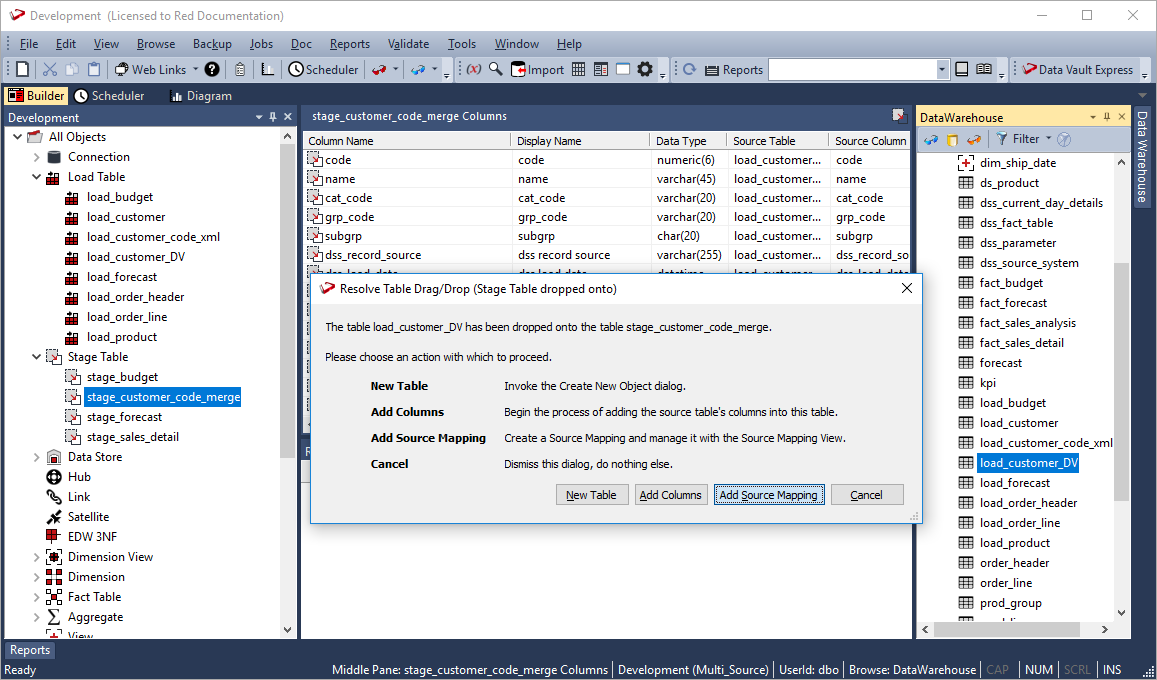 Development (Licensed to Red Documentation)
File Edit View Browse Backup Jobs Doc Reports Validate Tools Window Help
Web Links Scheduler (x) Import Reports Data Vault Express
Builder Scheduler Diagram
Development
All Objects
Connection
Load Table
load_budget
load_customer
load_customer_code_xml
load_customer_DV
load_forecast
load_order_header
load_order_line
load_product
Stage Table
stage_budget
stage_customer_code_merge
stage_forecast
stage_sales_detail
Data Store
Hub
Link
Satellite
EDW 3NF
Dimension View
Dimension
Fact Table
Aggregate
View
stage_customer_code_merge Columns
Column Name Display Name Data Type Source Table Source Column
code code numeric(6) load_customer... code
name name varchar(45) load_customer... name
cat_code cat_code varchar(20) load_customer... cat_code
grp_code grp_code varchar(20) load_customer... grp_code
subgrp subgrp char(20) load_customer... subgrp
dss_record_source dss record source varchar(255) load_customer... dss_record_so
dss_load_date dss load date datetime load_customer... dss_load_date
Resolve Table Drag/Drop (Stage Table dropped onto)
The table load_customer_DV has been dropped onto the table stage_customer_code_merge.
Please choose an action with which to proceed.
New Table Invoke the Create New Object dialog.
Add Columns Begin the process of adding the source table's columns into this table.
Add Source Mapping Create a Source Mapping and manage it with the Source Mapping View.
Cancel Dismiss this dialog, do nothing else.
New Table Add Columns Add Source Mapping Cancel
DataWarehouse
Filter
dim_ship_date
ds_product
dss_current_day_details
dss_fact_table
dss_parameter
dss_source_system
fact_budget
fact_forecast
fact_sales_analysis
fact_sales_detail
forecast
kpi
load_budget
load_customer
load_customer_code_xml
load_customer_DV
load_forecast
load_order_header
load_order_line
load_product
order_header
order_line
prod_group
Data Warehouse
Reports
Ready Middle Pane: stage_customer_code_merge Columns Development (Multi_Source) UserId: dbo Browse: DataWarehouse CAP NUM SCRL INS